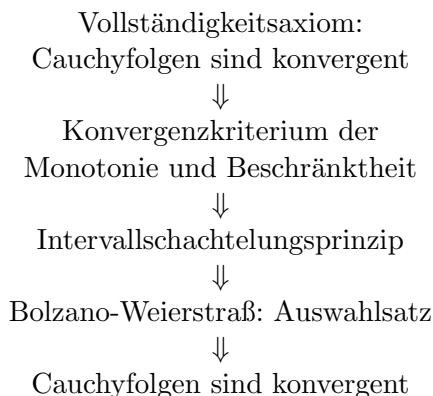 Vollständigkeitsaxiom:
Cauchyfolgen sind konvergent
⇓
Konvergenzkriterium der
Monotonie und Beschränktheit
⇓
Intervallschachtelungsprinzip
⇓
Bolzano-Weierstraß: Auswahlsatz
⇓
Cauchyfolgen sind konvergent